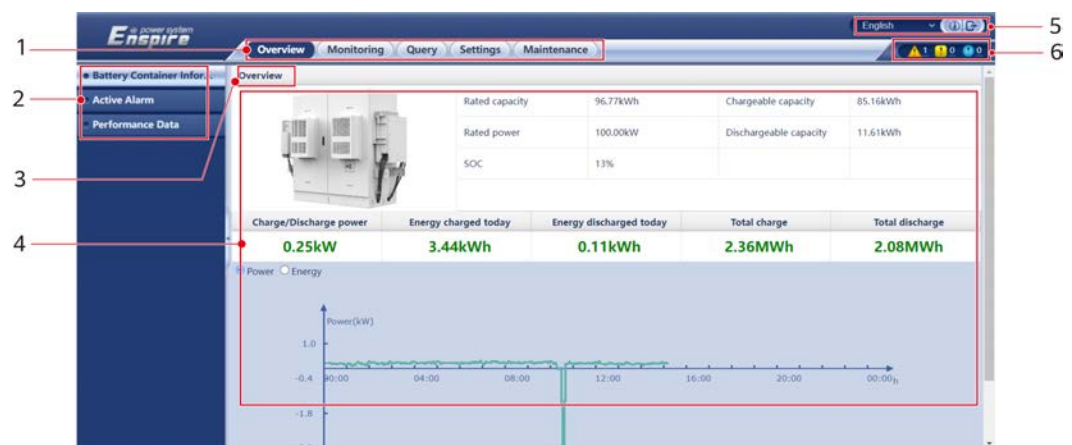 Enspire
e power system
English
5
1
Overview Monitoring Query Settings Maintenance
1 0 0
6
Battery Container Infor...
Overview
2
Active Alarm
Performance Data
Rated capacity 96.77kWh Chargeable capacity 85.16kWh
Rated power 100.00kW Dischargeable capacity 11.61kWh
SOC 13%
3
Charge/Discharge power Energy charged today Energy discharged today Total charge Total discharge
4
0.25kW 3.44kWh 0.11kWh 2.36MWh 2.08MWh
Power Energy
Power(kW)
1.0
-0.4 00:00 04:00 08:00 12:00 16:00 20:00 00:00 h
-1.8